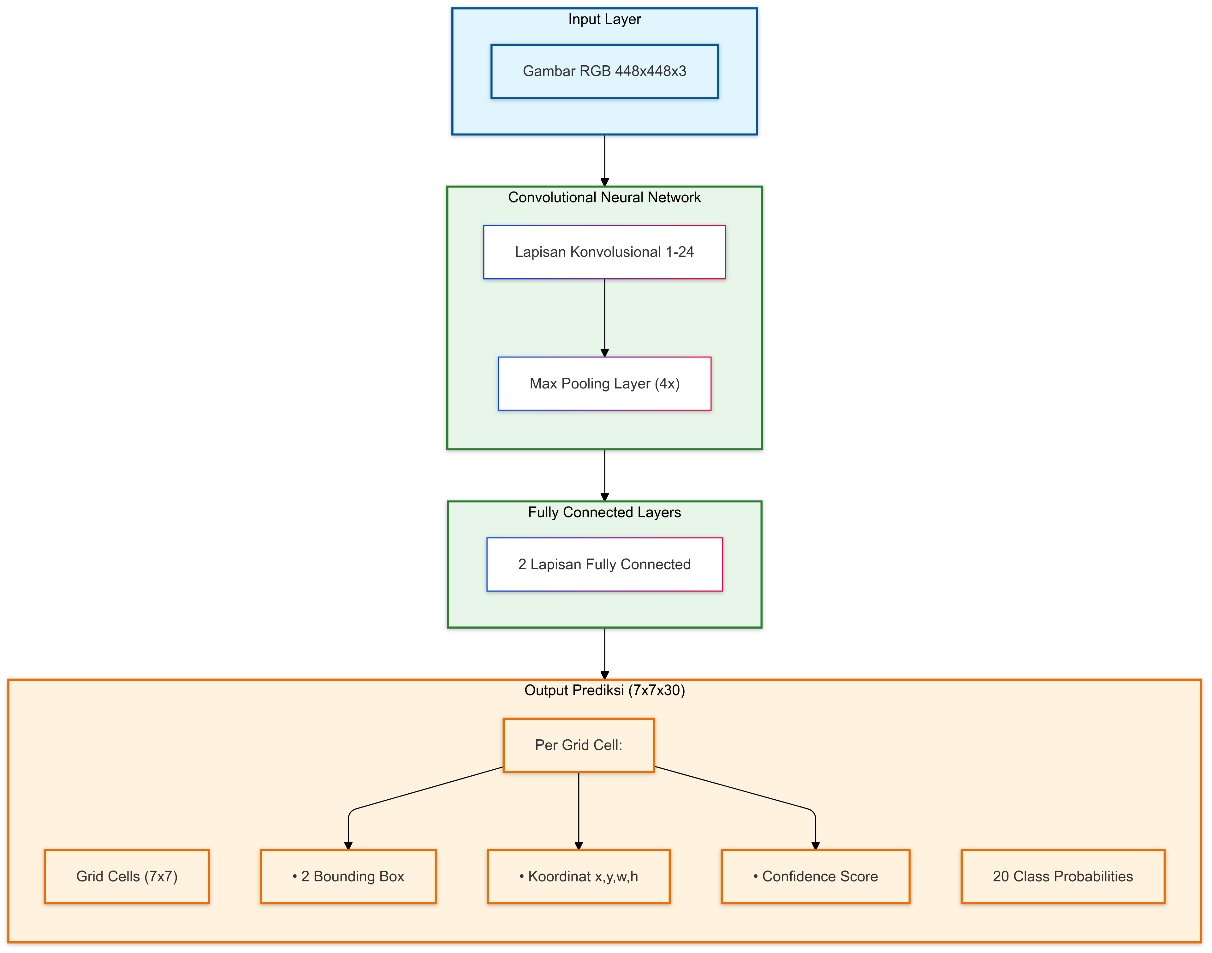 Input Layer
Gambar RGB 448x448x3
Convolutional Neural Network
Lapisan Konvolusional 1-24
Max Pooling Layer (4x)
Fully Connected Layers
2 Lapisan Fully Connected
Output Prediksi (7x7x30)
Per Grid Cell:
Grid Cells (7x7)
• 2 Bounding Box
• Koordinat x,y,w,h
• Confidence Score
20 Class Probabilities